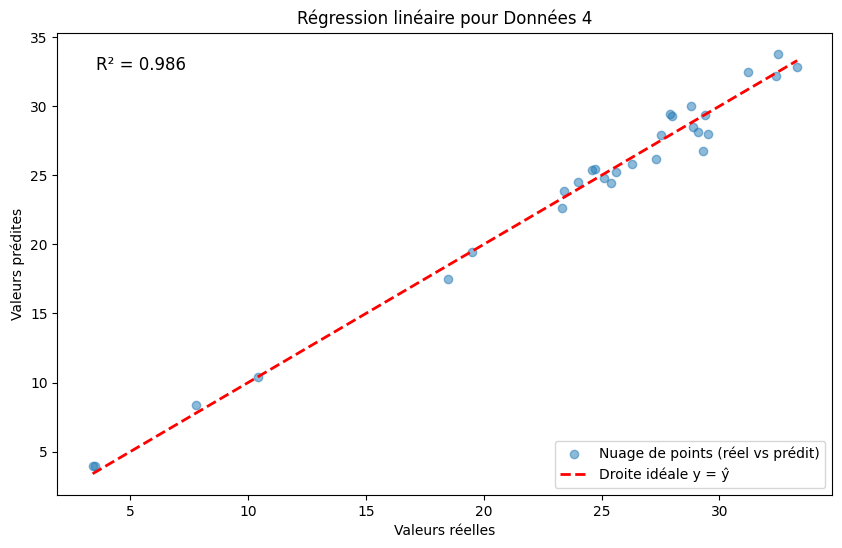 Régression linéaire pour Données 4
R² = 0.986
35
30
25
20
15
10
5
Valeurs prédites
5
10
15
20
25
30
Valeurs réelles
Nuage de points (réel vs prédit)
Droite idéale y = ŷ